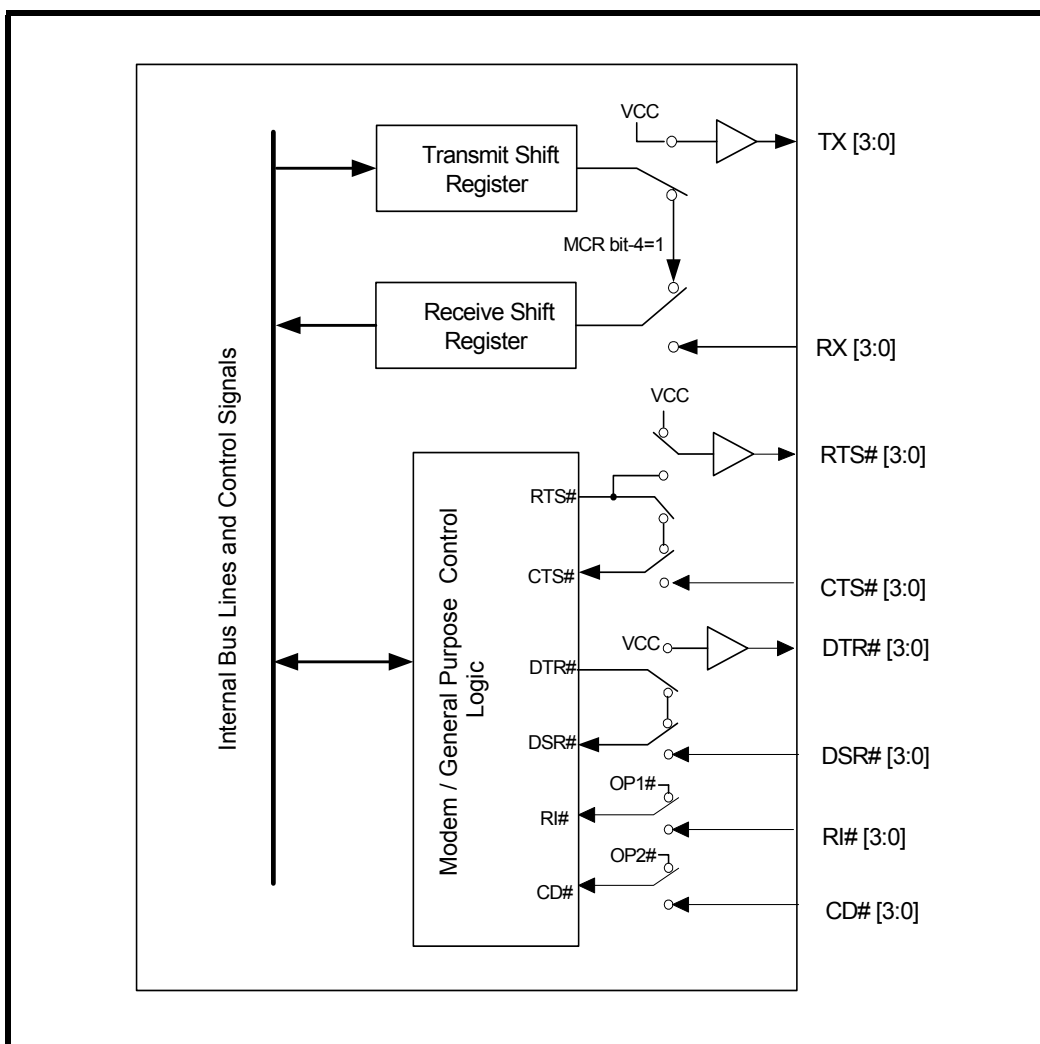 VCC
TX [3:0]
Transmit Shift
Register
MCR bit-4=1
Receive Shift
Register
RX [3:0]
Internal Bus Lines and Control Signals
VCC
RTS# [3:0]
Modem / General Purpose Control
Logic
RTS#
CTS#
CTS# [3:0]
VCC
DTR# [3:0]
DTR#
DSR#
DSR# [3:0]
OP1#
RI#
RI# [3:0]
OP2#
CD#
CD# [3:0]